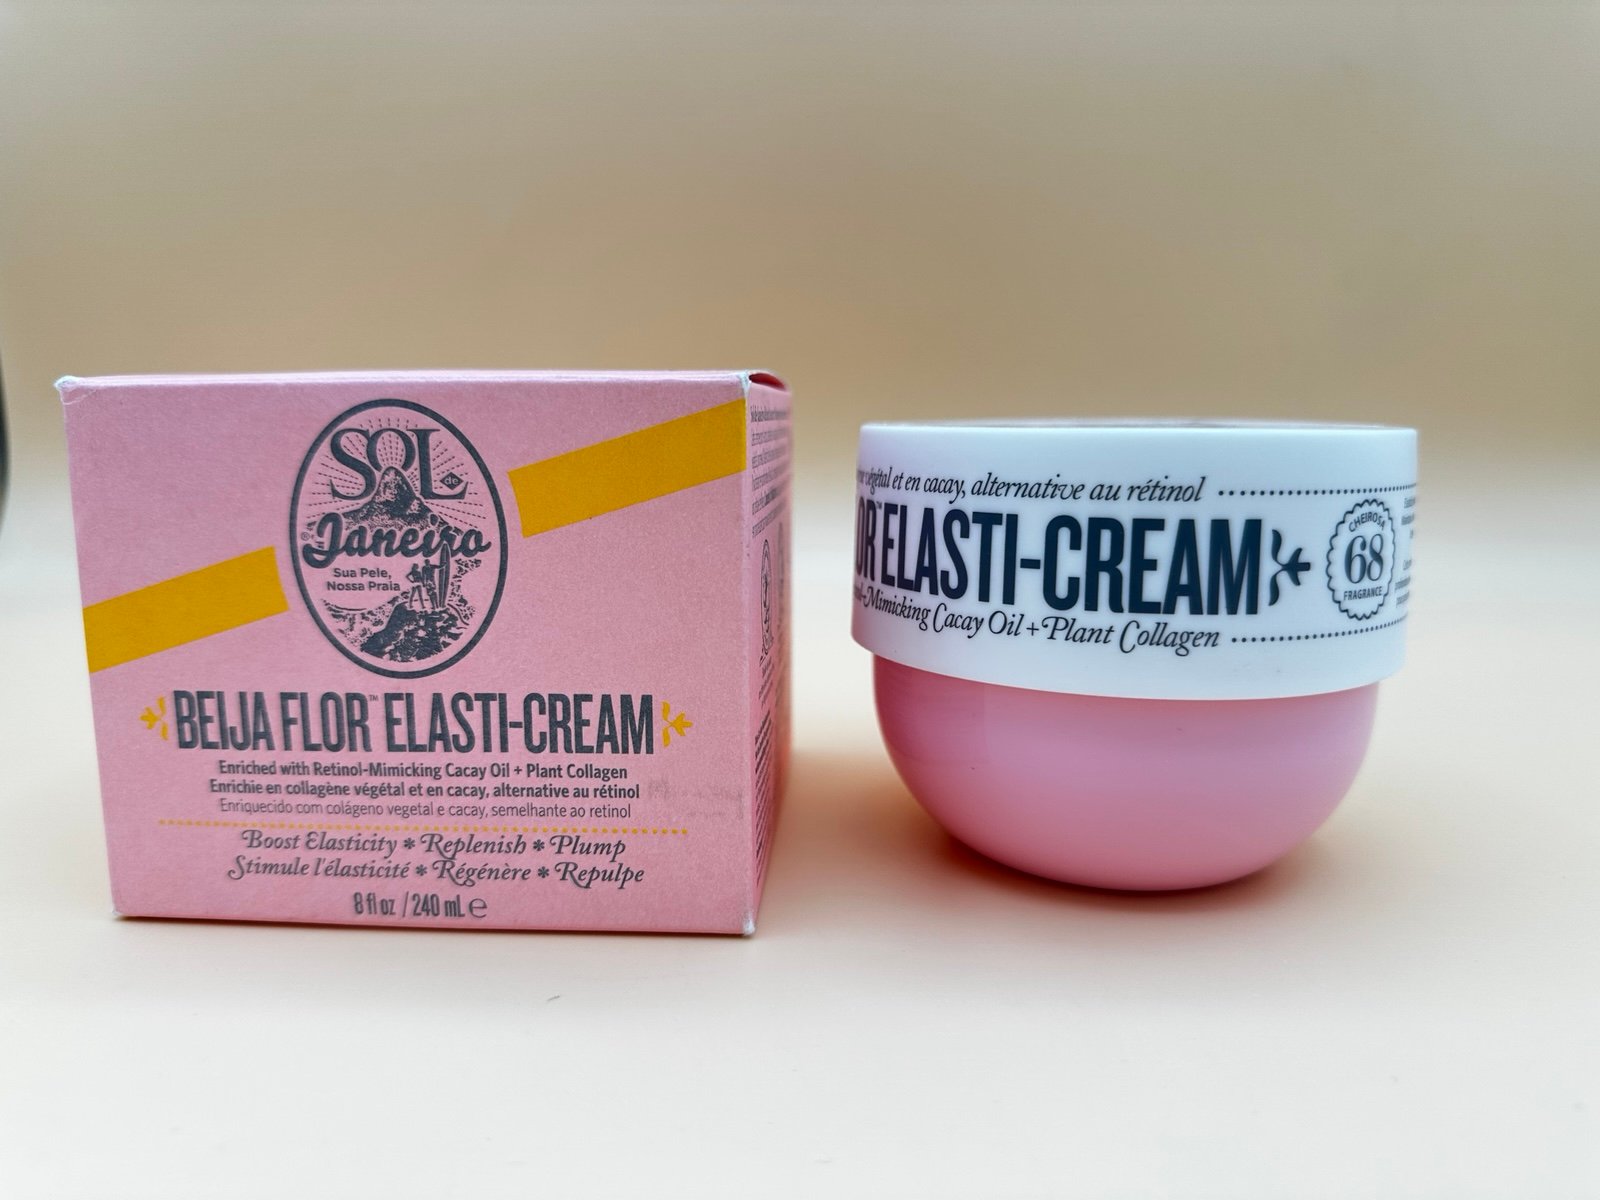 SOL
de
Janeiro
®
Sua Pele,
Nossa Praia
BEIJA FLOR™ ELASTI-CREAM
Enriched with Retinol-Mimicking Cacay Oil + Plant Collagen
Enrichie en collagène végétal et en cacay, alternative au rétinol
Enriquecido com colágeno vegetal e cacay, semelhante ao retinol
Boost Elasticity * Replenish * Plump
Stimule l'élasticité * Régénère * Repulpe
8 fl oz / 240 mL ℮
végétal et en cacay, alternative au rétinol
OR™ ELASTI-CREAM
-Mimicking Cacay Oil + Plant Collagen
CHEIROSA
68
FRAGRANCE